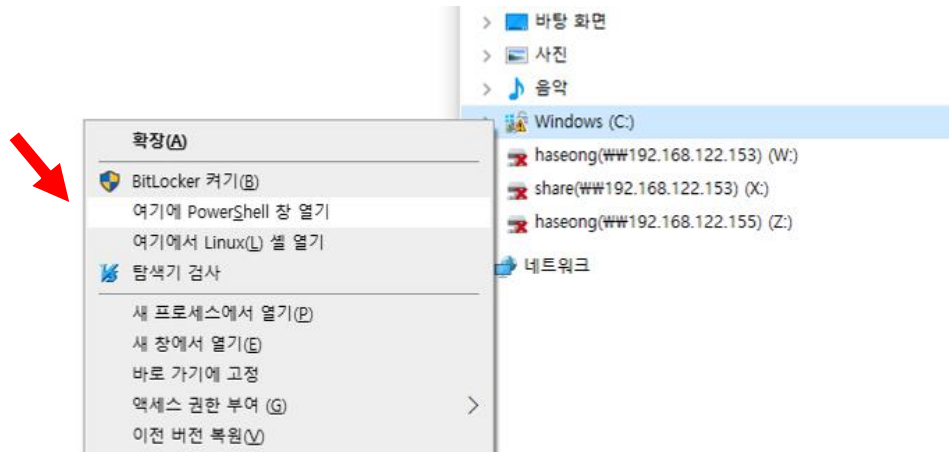 바탕 화면
사진
음악
Windows (C:)
haseong(₩₩192.168.122.153) (W:)
share(₩₩192.168.122.153) (X:)
haseong(₩₩192.168.122.155) (Z:)
네트워크
확장(A)
BitLocker 켜기(B)
여기에 PowerShell 창 열기
여기에서 Linux(L) 셸 열기
탐색기 검사
새 프로세스에서 열기(P)
새 창에서 열기(E)
바로 가기에 고정
액세스 권한 부여 (G)
이전 버전 복원(V)